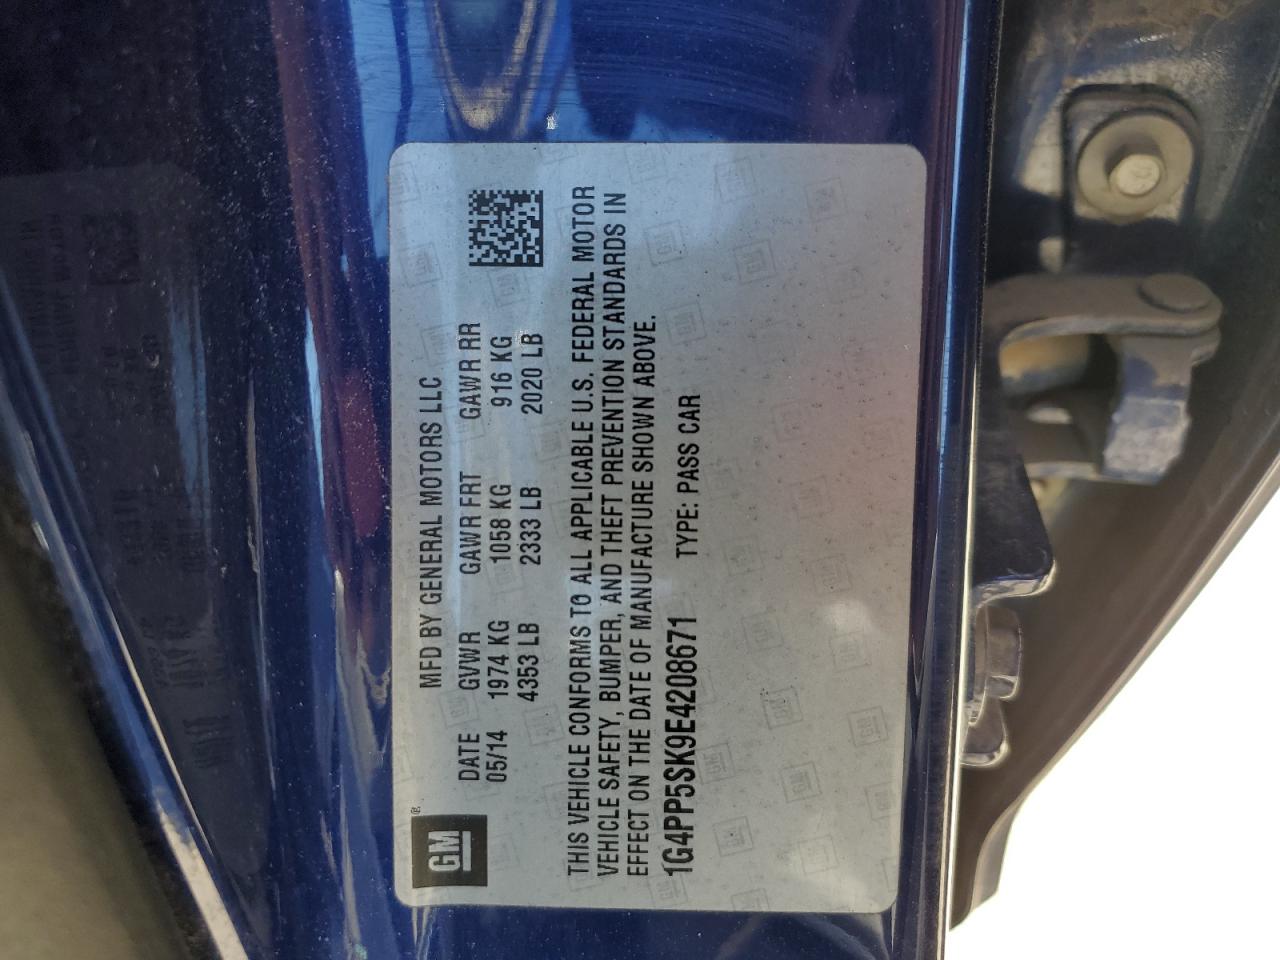 GM ®
MFD BY GENERAL MOTORS LLC
DATE GVWR GAWR FRT GAWR RR
05/14 1974 KG 1058 KG 916 KG
4353 LB 2333 LB 2020 LB
THIS VEHICLE CONFORMS TO ALL APPLICABLE U.S. FEDERAL MOTOR
VEHICLE SAFETY, BUMPER, AND THEFT PREVENTION STANDARDS IN
EFFECT ON THE DATE OF MANUFACTURE SHOWN ABOVE.
1G4PP5SK9E4208671 TYPE: PASS CAR